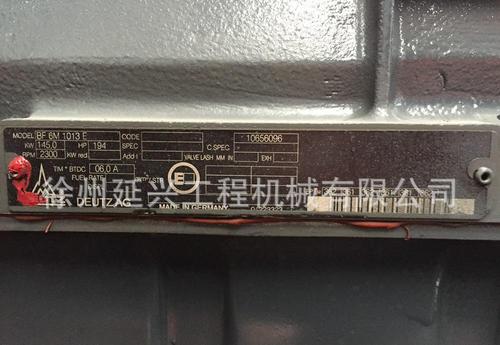 MODEL BF 6M 1013 E CODE
KW 145,0 HP 194 SPEC C.SPEC 10656096
RPM 2300 KW red Add I VALVE LASH MM IN EXH
TIM° BTDC 06,0 A E
FUEL RATE
DEUTZ AG MADE IN GERMANY
徐州延兴工程机械有限公司